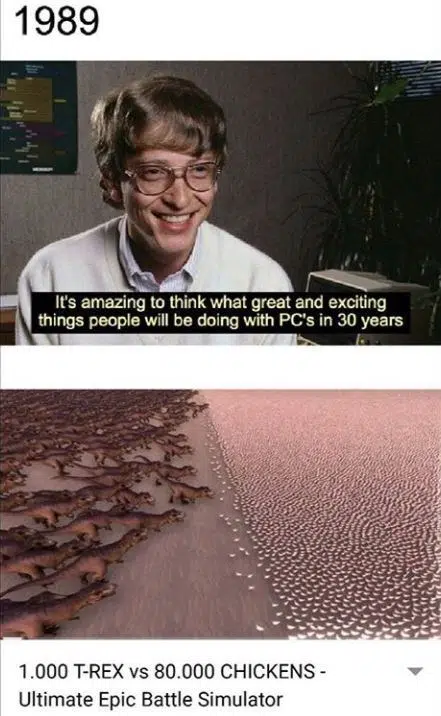 1989
MICROSOFT
It's amazing to think what great and exciting
things people will be doing with PC's in 30 years
1.000 T-REX vs 80.000 CHICKENS -
Ultimate Epic Battle Simulator